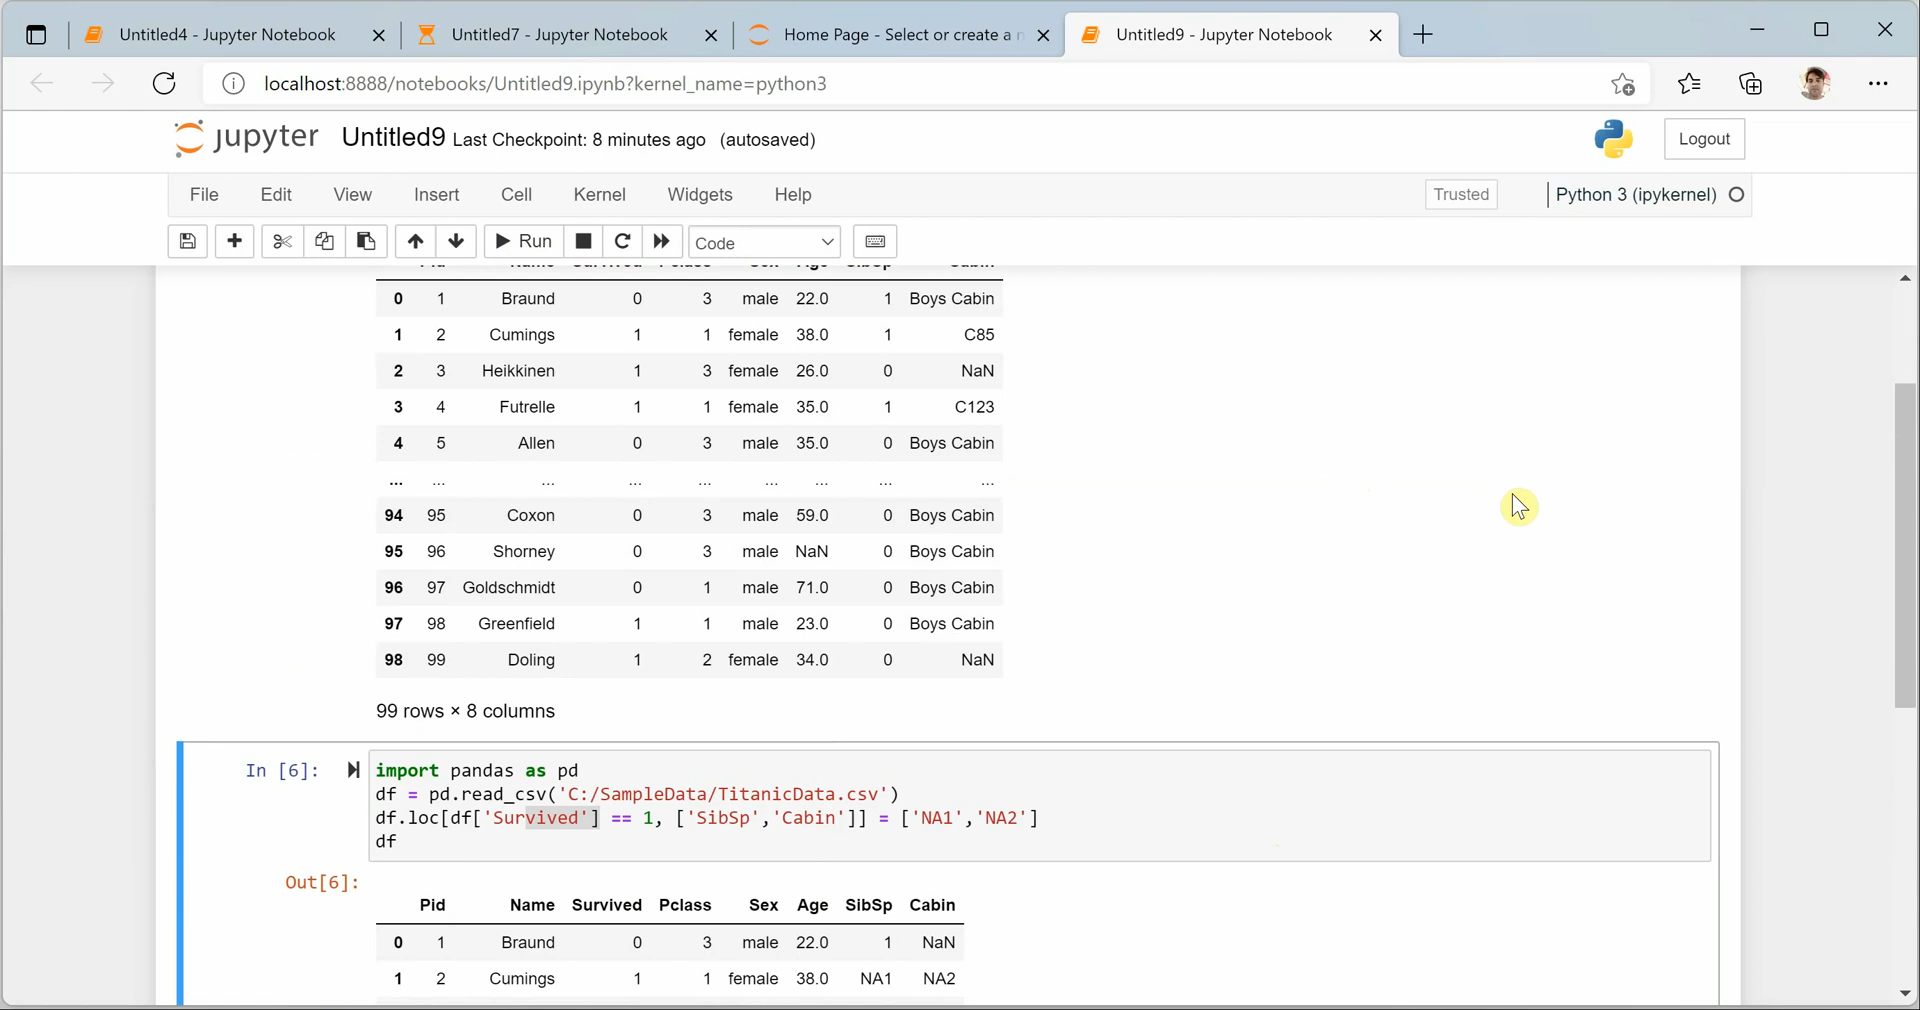 Untitled4 - Jupyter Notebook
Untitled7 - Jupyter Notebook
Home Page - Select or create a n
Untitled9 - Jupyter Notebook
localhost:8888/notebooks/Untitled9.ipynb?kernel_name=python3
jupyter Untitled9 Last Checkpoint: 8 minutes ago (autosaved)
Logout
File Edit View Insert Cell Kernel Widgets Help
Trusted
Python 3 (ipykernel)
Run
Code
Pid Name Survived Pclass Sex Age SibSp Cabin
0 1 Braund 0 3 male 22.0 1 Boys Cabin
1 2 Cumings 1 1 female 38.0 1 C85
2 3 Heikkinen 1 3 female 26.0 0 NaN
3 4 Futrelle 1 1 female 35.0 1 C123
4 5 Allen 0 3 male 35.0 0 Boys Cabin
... ... ... ... ... ... ... ... ...
94 95 Coxon 0 3 male 59.0 0 Boys Cabin
95 96 Shorney 0 3 male NaN 0 Boys Cabin
96 97 Goldschmidt 0 1 male 71.0 0 Boys Cabin
97 98 Greenfield 1 1 male 23.0 0 Boys Cabin
98 99 Doling 1 2 female 34.0 0 NaN
99 rows × 8 columns
In [6]:
import pandas as pd
df = pd.read_csv('C:/SampleData/TitanicData.csv')
df.loc[df['Survived'] == 1, ['SibSp','Cabin']] = ['NA1','NA2']
df
Out[6]:
Pid Name Survived Pclass Sex Age SibSp Cabin
0 1 Braund 0 3 male 22.0 1 NaN
1 2 Cumings 1 1 female 38.0 NA1 NA2